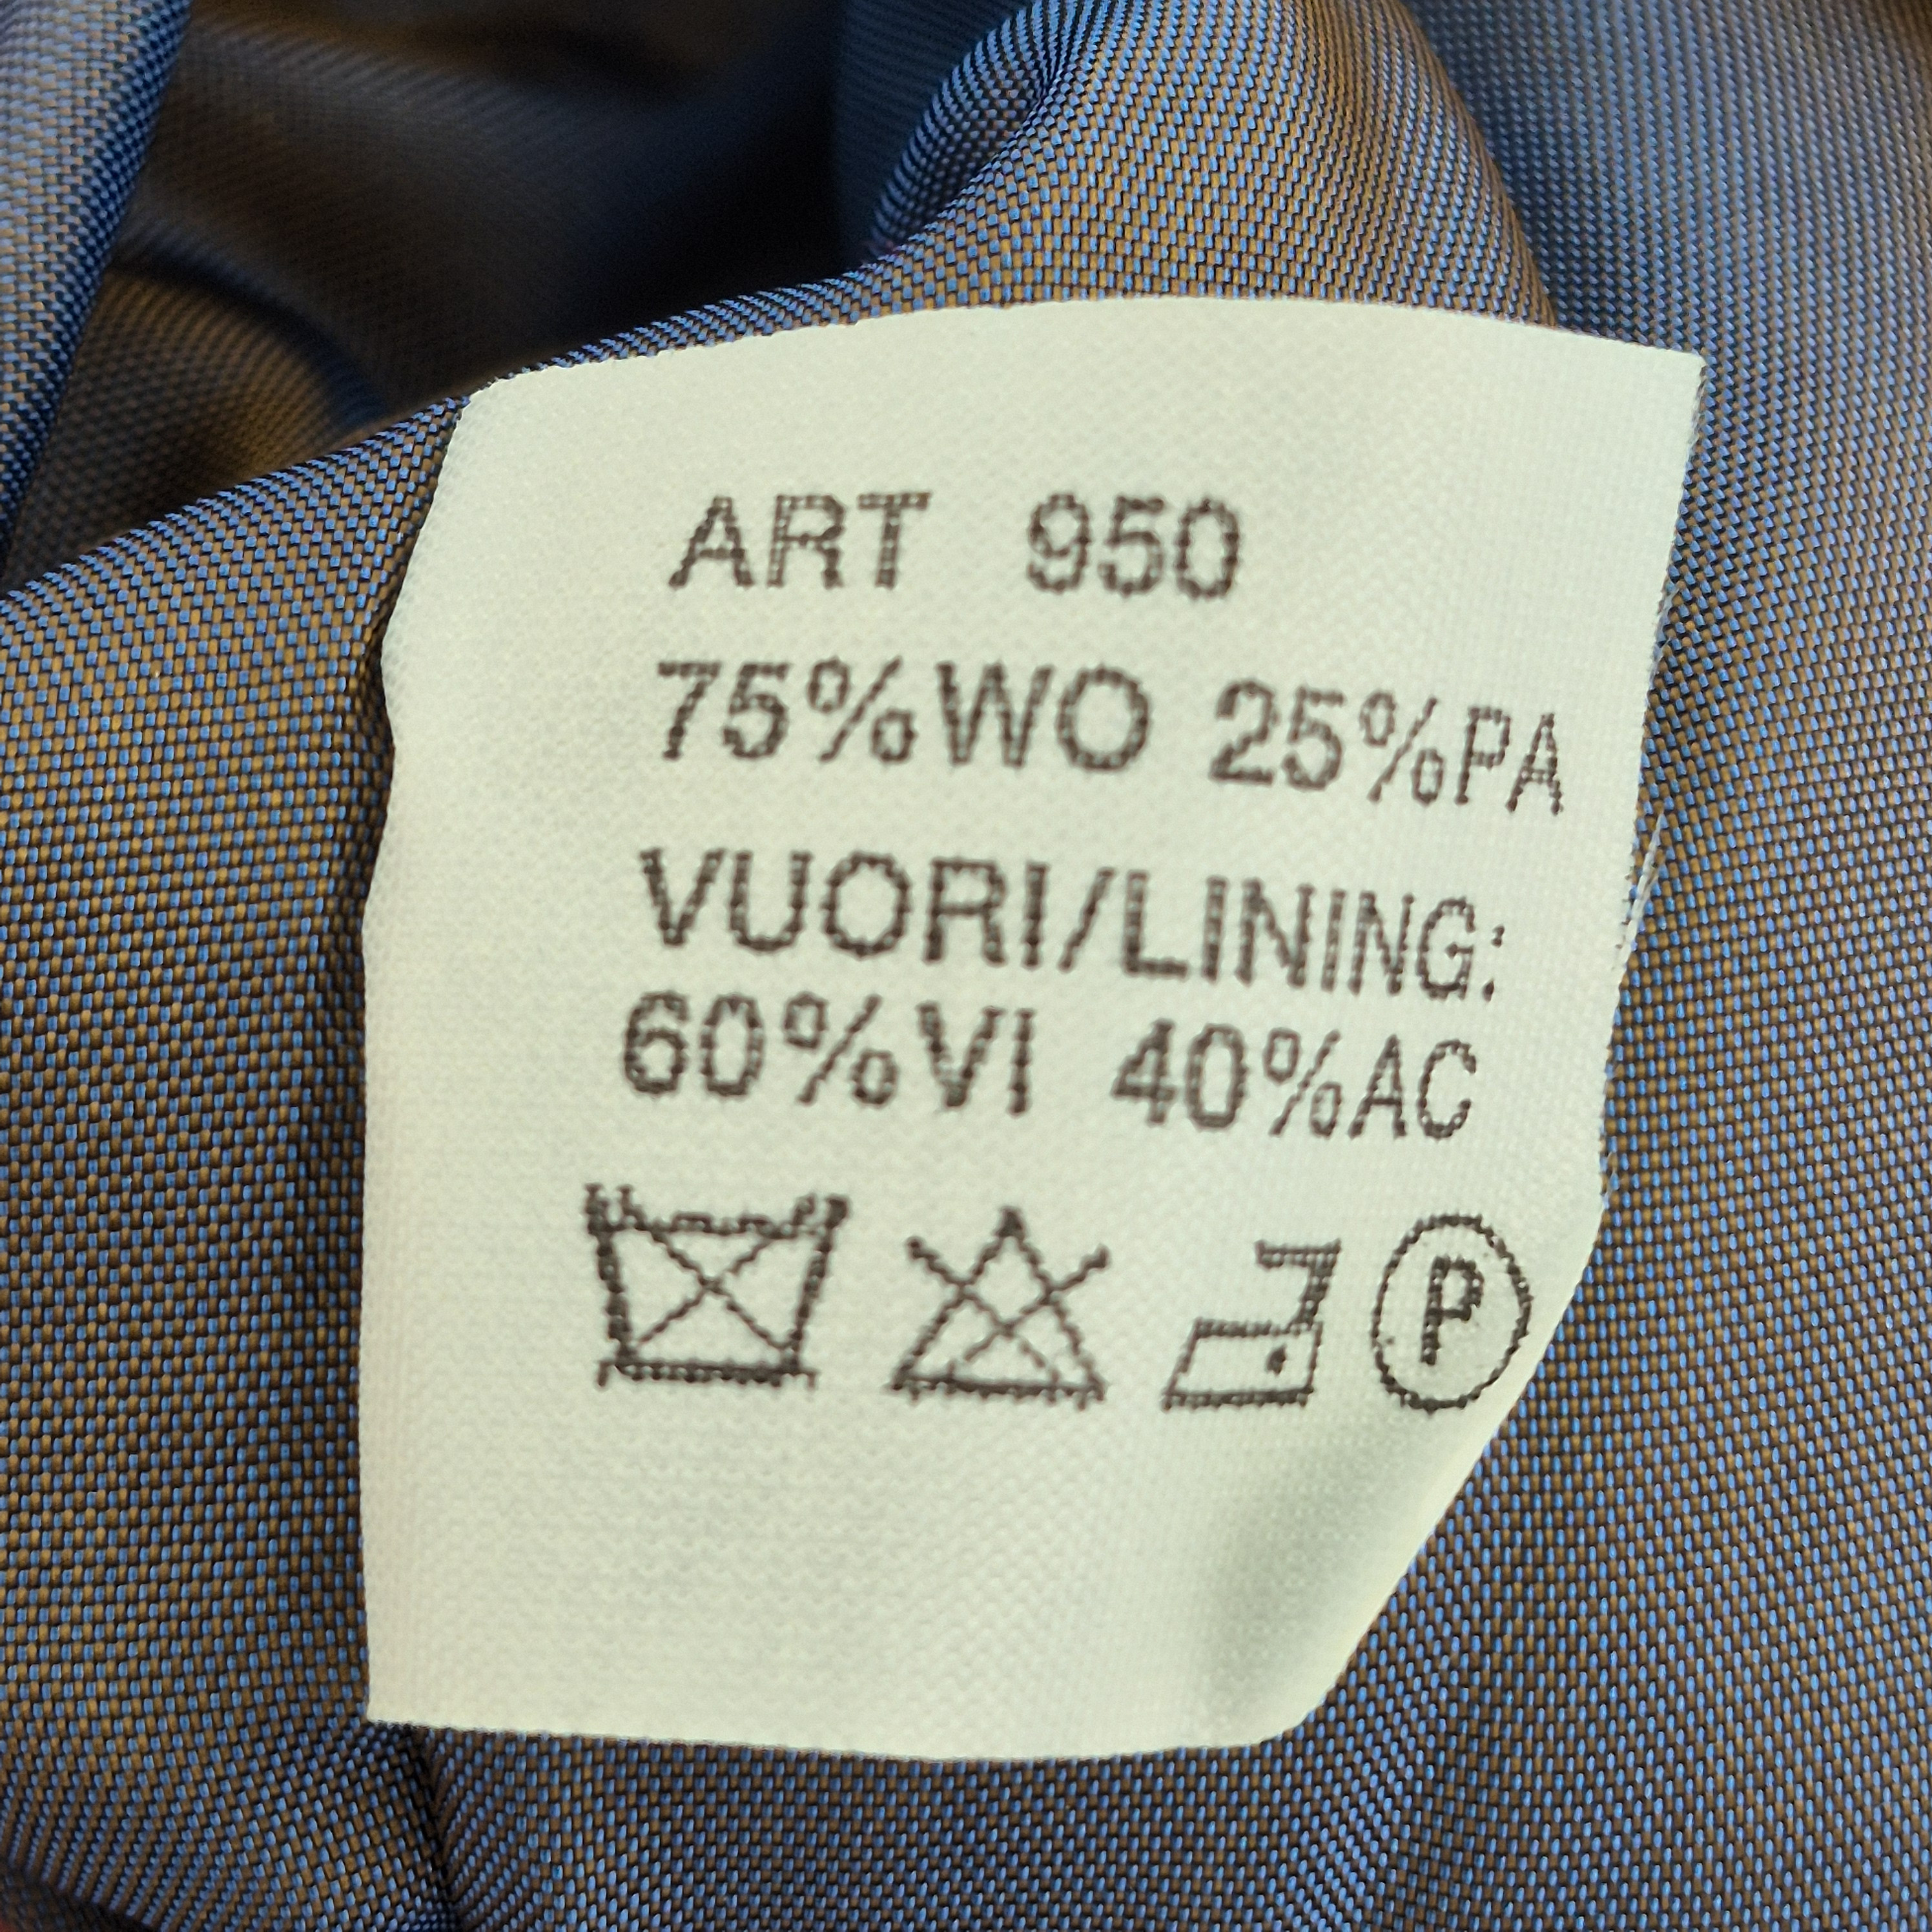 ART 950
75%WO 25%PA
VUORI/LINING:
60%VI 40%AC
P